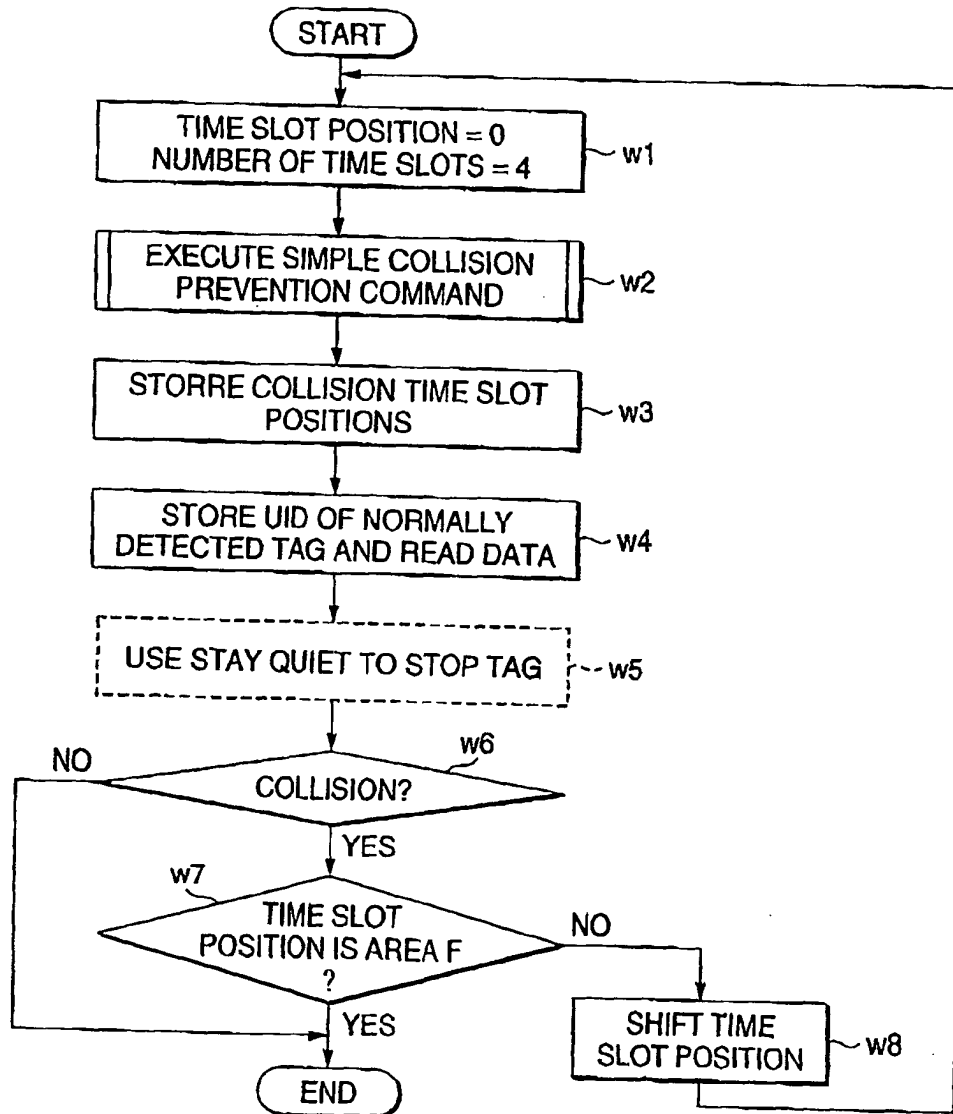 START
TIME SLOT POSITION = 0
NUMBER OF TIME SLOTS = 4
w1
EXECUTE SIMPLE COLLISION
PREVENTION COMMAND
w2
STORRE COLLISION TIME SLOT
POSITIONS
w3
STORE UID OF NORMALLY
DETECTED TAG AND READ DATA
w4
USE STAY QUIET TO STOP TAG
w5
w6
NO
COLLISION?
YES
w7
TIME SLOT
POSITION IS AREA F
?
NO
YES
SHIFT TIME
SLOT POSITION
w8
END